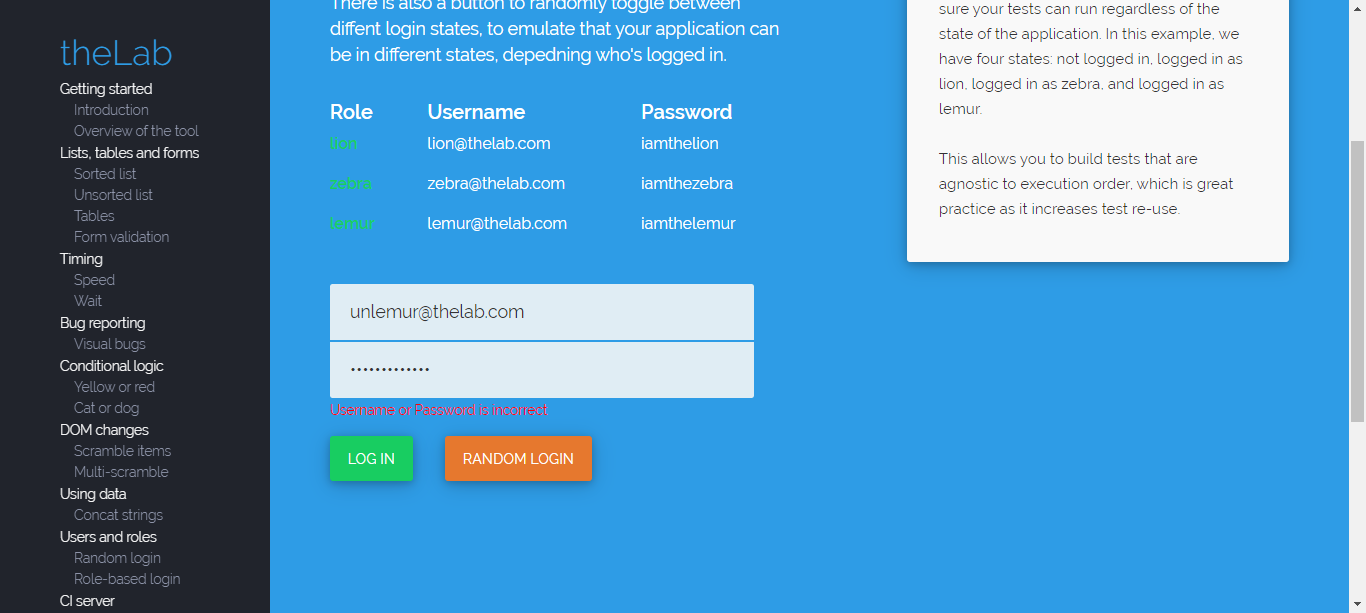 theLab
Getting started
Introduction
Overview of the tool
Lists, tables and forms
Sorted list
Unsorted list
Tables
Form validation
Timing
Speed
Wait
Bug reporting
Visual bugs
Conditional logic
Yellow or red
Cat or dog
DOM changes
Scramble items
Multi-scramble
Using data
Concat strings
Users and roles
Random login
Role-based login
CI server
There is also a button to randomly toggle between
diffent login states, to emulate that your application can
be in different states, depedning who's logged in.
Role Username Password
lion lion@thelab.com iamthelion
zebra zebra@thelab.com iamthezebra
lemur lemur@thelab.com iamthelemur
unlemur@thelab.com
•••••••••••••
Username or Password is incorrect
LOG IN RANDOM LOGIN
sure your tests can run regardless of the
state of the application. In this example, we
have four states: not logged in, logged in as
lion, logged in as zebra, and logged in as
lemur.
This allows you to build tests that are
agnostic to execution order, which is great
practice as it increases test re-use.